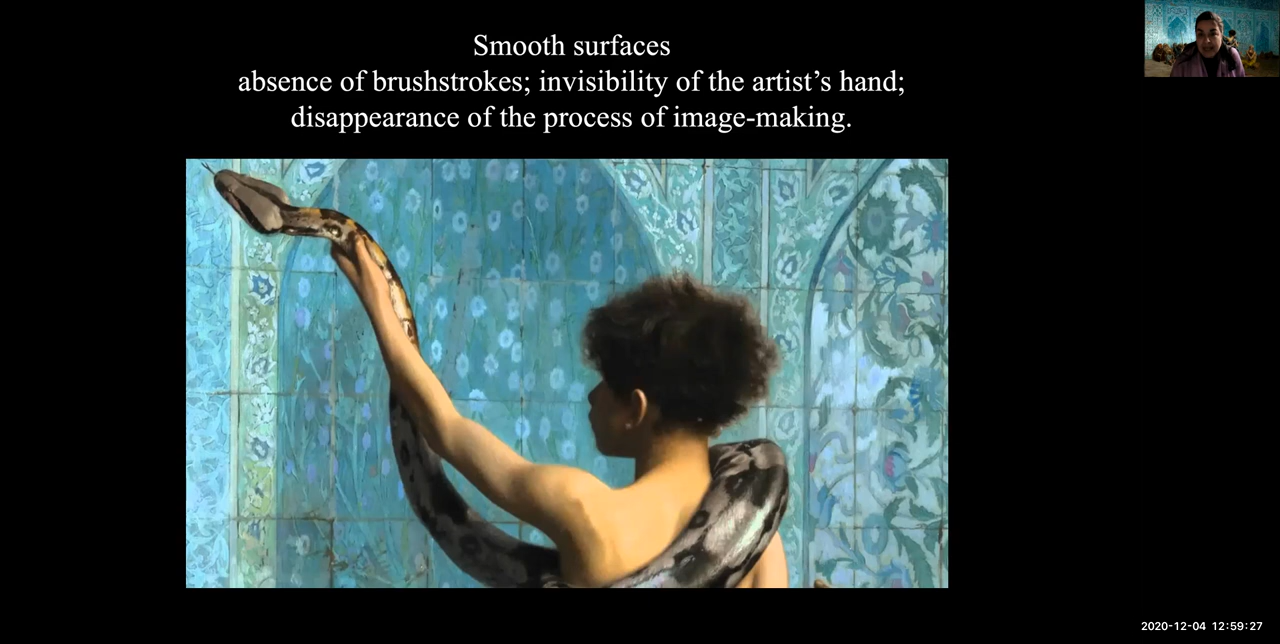 Smooth surfaces
absence of brushstrokes; invisibility of the artist’s hand;
disappearance of the process of image-making.
2020-12-04 12:59:27